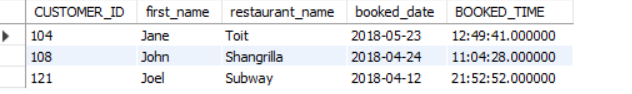 CUSTOMER_ID first_name restaurant_name booked_date BOOKED_TIME
104 Jane Toit 2018-05-23 12:49:41.000000
108 John Shangrilla 2018-04-24 11:04:28.000000
121 Joel Subway 2018-04-12 21:52:52.000000